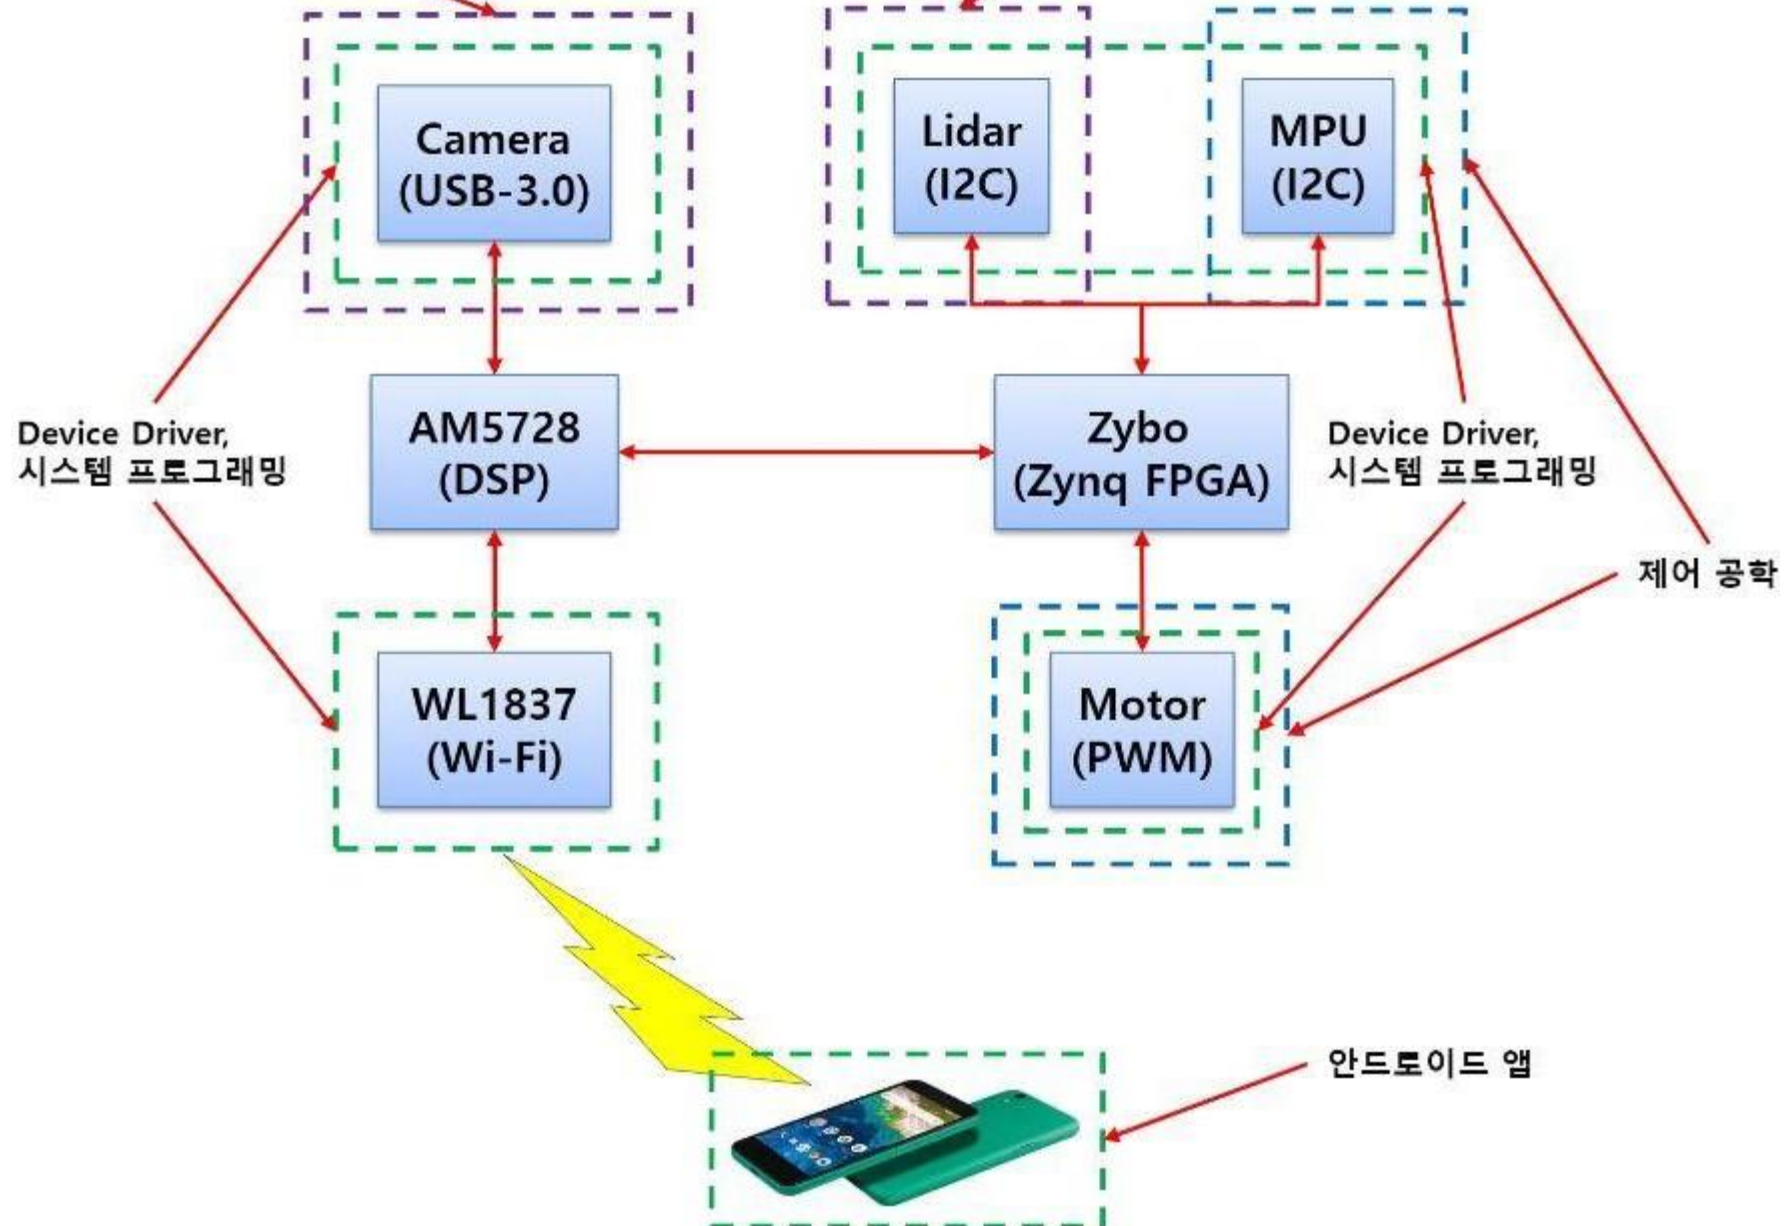 Camera
(USB-3.0)
Lidar
(I2C)
MPU
(I2C)
Device Driver,
시스템 프로그래밍
AM5728
(DSP)
Zybo
(Zynq FPGA)
Device Driver,
시스템 프로그래밍
제어 공학
WL1837
(Wi-Fi)
Motor
(PWM)
안드로이드 앱